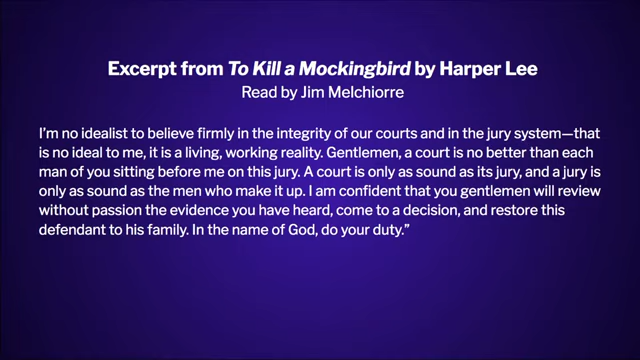 Excerpt from To Kill a Mockingbird by Harper Lee
Read by Jim Melchiorre
I'm no idealist to believe firmly in the integrity of our courts and in the jury system—that
is no ideal to me, it is a living, working reality. Gentlemen, a court is no better than each
man of you sitting before me on this jury. A court is only as sound as its jury, and a jury is
only as sound as the men who make it up. I am confident that you gentlemen will review
without passion the evidence you have heard, come to a decision, and restore this
defendant to his family. In the name of God, do your duty.”